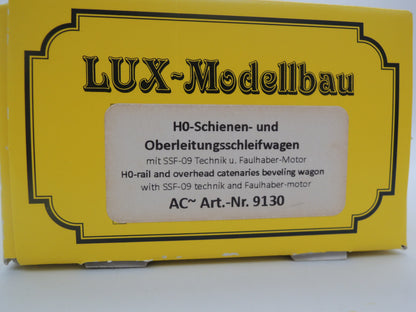 LUX-Modellbau
H0-Schienen- und
Oberleitungsschleifwagen
mit SSF-09 Technik u. Faulhaber-Motor
H0-rail and overhead catenaries beveling wagon
with SSF-09 technik and Faulhaber-motor
AC~ Art.-Nr. 9130